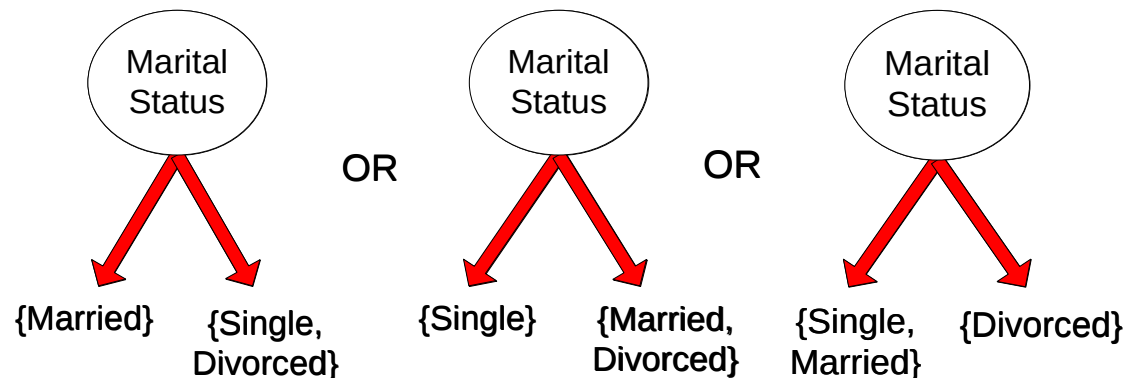 Marital
Status
OR
Marital
Status
OR
Marital
Status
{Married}
{Single,
Divorced}
{Single}
{Married,
Divorced}
{Single,
Married}
{Divorced}